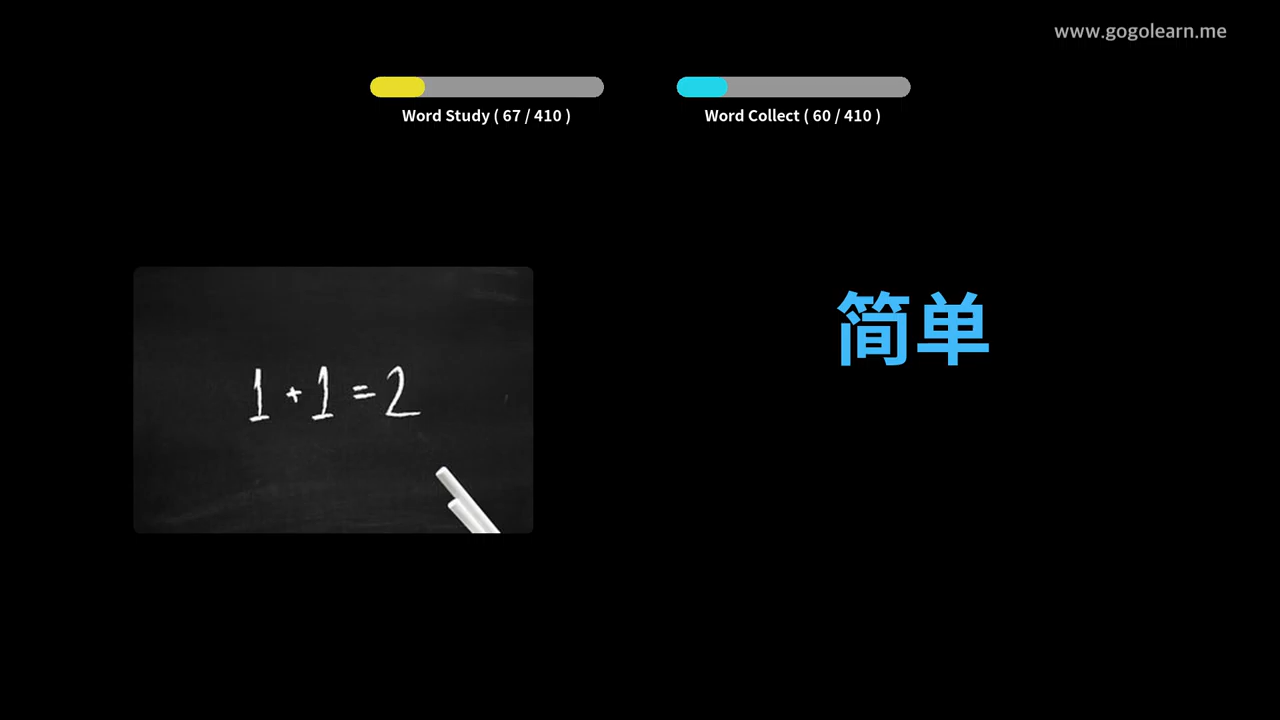 www.gogolearn.me
Word Study ( 67 / 410 )
Word Collect ( 60 / 410 )
简单
1 + 1 = 2